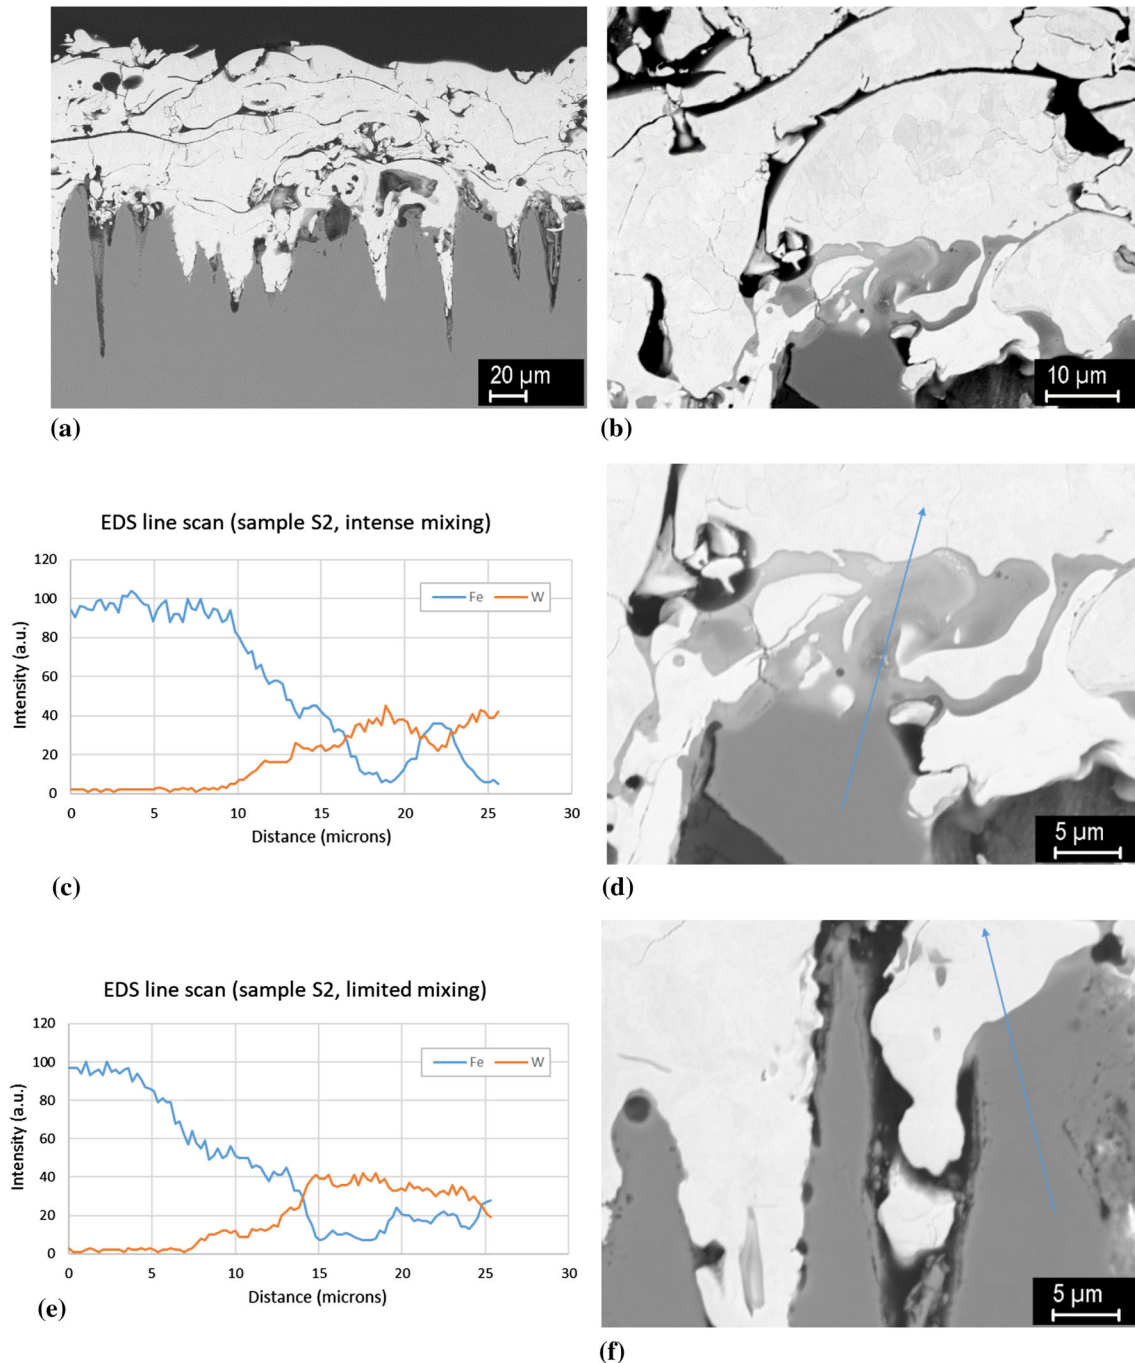 20 µm
10 µm
(a)
(b)
EDS line scan (sample S2, intense mixing)
120
100
80
60
40
20
0
Intensity (a.u.)
Fe
W
0 5 10 15 20 25 30
Distance (microns)
5 µm
(c)
(d)
EDS line scan (sample S2, limited mixing)
120
100
80
60
40
20
0
Intensity (a.u.)
Fe
W
0 5 10 15 20 25 30
Distance (microns)
5 µm
(e)
(f)